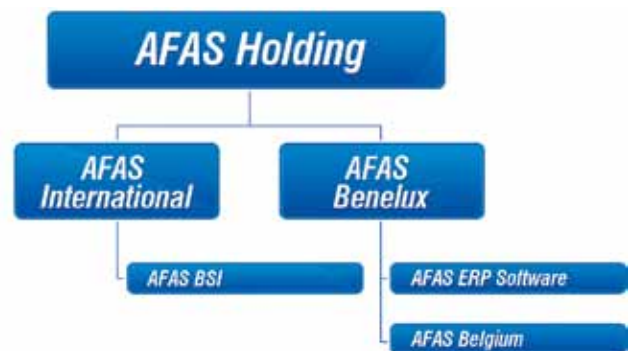 AFAS Holding
AFAS
International
AFAS
Benelux
AFAS BSI
AFAS ERP Software
AFAS Belgium